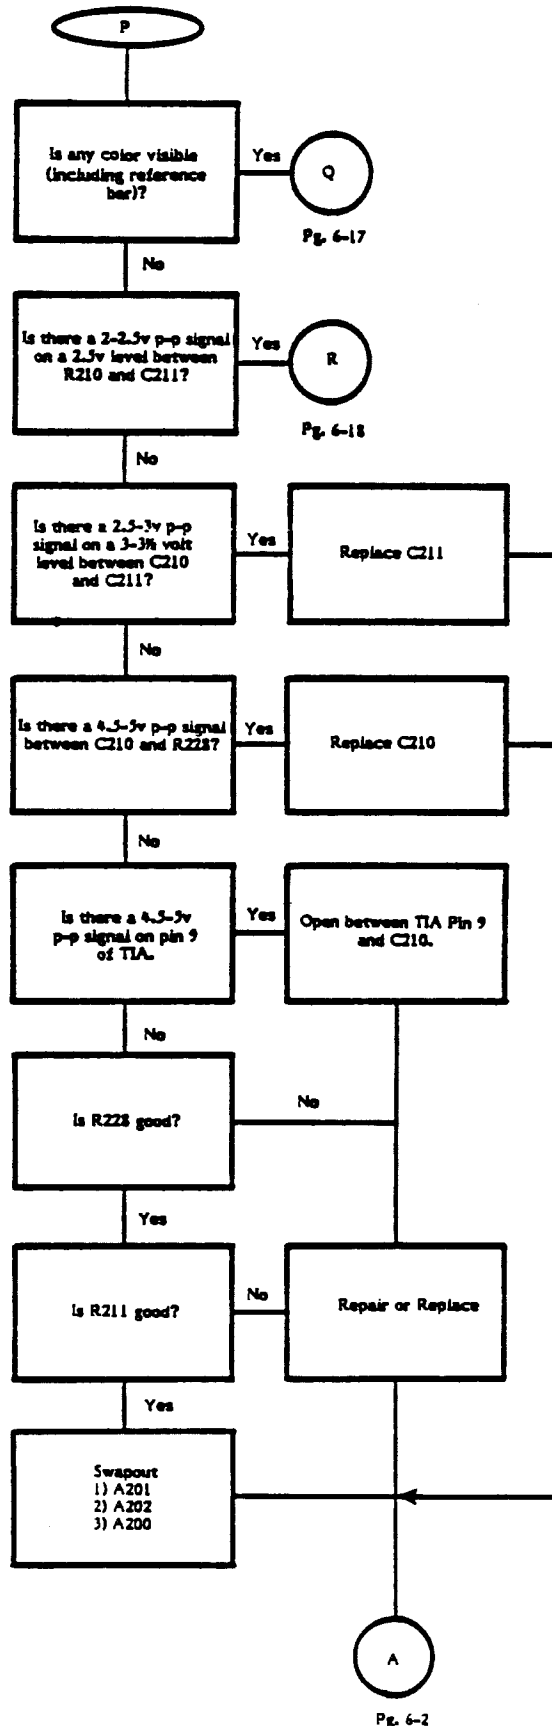 P
Is any color visible
(including reference
bar)?
Yes
Q
Pg. 6-17
No
Is there a 2-2.5v p-p signal
on a 2.5v level between
R210 and C211?
Yes
R
Pg. 6-18
No
Is there a 2.5-3v p-p
signal on a 3-3½ volt
level between C210
and C211?
Yes
Replace C211
No
Is there a 4.5-5v p-p signal
between C210 and R228?
Yes
Replace C210
No
Is there a 4.5-5v
p-p signal on pin 9
of TIA.
Yes
Open between TIA Pin 9
and C210.
No
Is R228 good?
No
Yes
Is R211 good?
No
Repair or Replace
Yes
Swapout
1) A201
2) A202
3) A200
A
Pg. 6-2